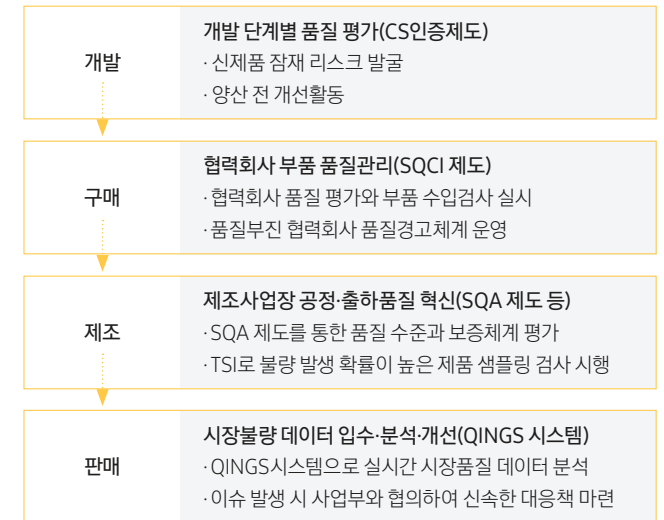 개발
개발 단계별 품질 평가(CS인증제도)
· 신제품 잠재 리스크 발굴
· 양산 전 개선활동
구매
협력회사 부품 품질관리(SQCI 제도)
· 협력회사 품질 평가와 부품 수입검사 실시
· 품질부진 협력회사 품질경고체계 운영
제조
제조사업장 공정·출하품질 혁신(SQA 제도 등)
· SQA 제도를 통한 품질 수준과 보증체계 평가
· TSI로 불량 발생 확률이 높은 제품 샘플링 검사 시행
판매
시장불량 데이터 입수·분석·개선(QINGS 시스템)
· QINGS시스템으로 실시간 시장품질 데이터 분석
· 이슈 발생 시 사업부와 협의하여 신속한 대응책 마련